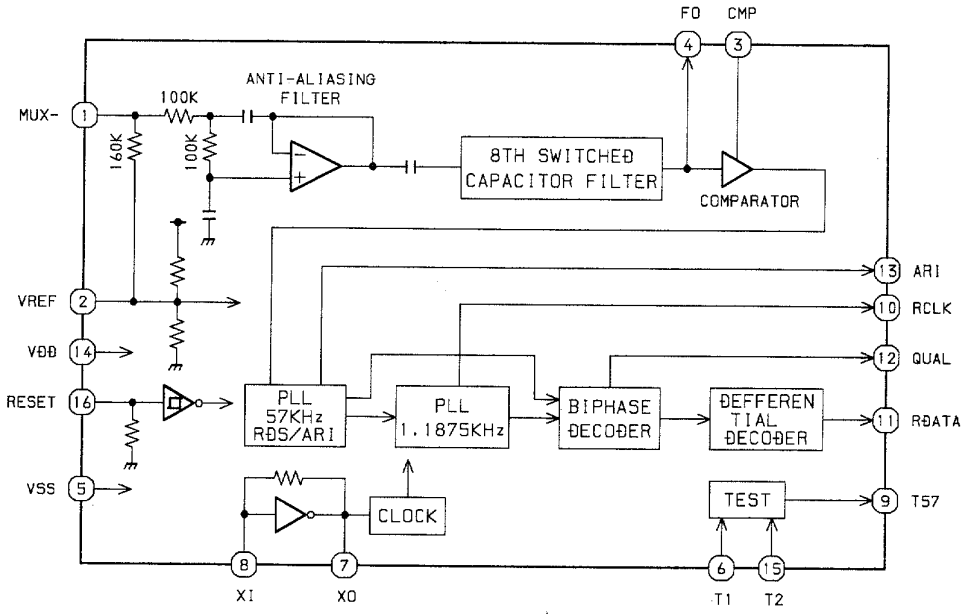 FO CMP
4 3
ANTI-ALIASING
FILTER
MUX-
1
100K
160K
100K
−
+
8TH SWITCHED
CAPACITOR FILTER
COMPARATOR
VREF
2
13
ARI
10
RCLK
VDD
14
12
QUAL
RESET
16
PLL
57KHz
RDS/ARI
PLL
1.1875KHz
BIPHASE
DECODER
DEFFEREN
TIAL
DECODER
11
RDATA
VSS
5
CLOCK
TEST
9
T57
8
XI
7
XO
6
T1
15
T2